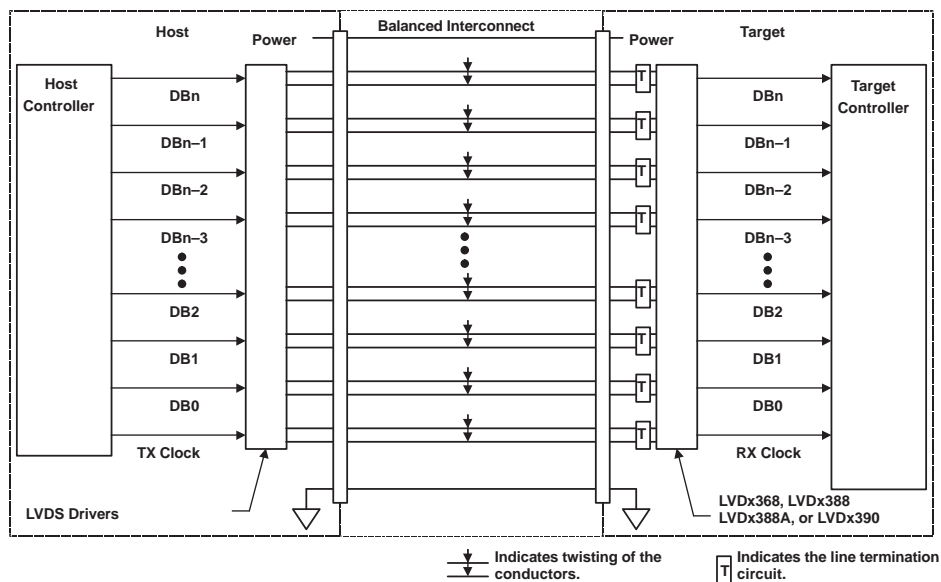 Host
Power
Balanced Interconnect
Power
Target
Host
Controller
Target
Controller
DBn
T
DBn
DBn–1
T
DBn–1
DBn–2
T
DBn–2
DBn–3
T
DBn–3
DB2
T
DB2
DB1
T
DB1
DB0
T
DB0
TX Clock
T
RX Clock
LVDS Drivers
LVDx368, LVDx388
LVDx388A, or LVDx390
Indicates twisting of the
conductors.
T
Indicates the line termination
circuit.